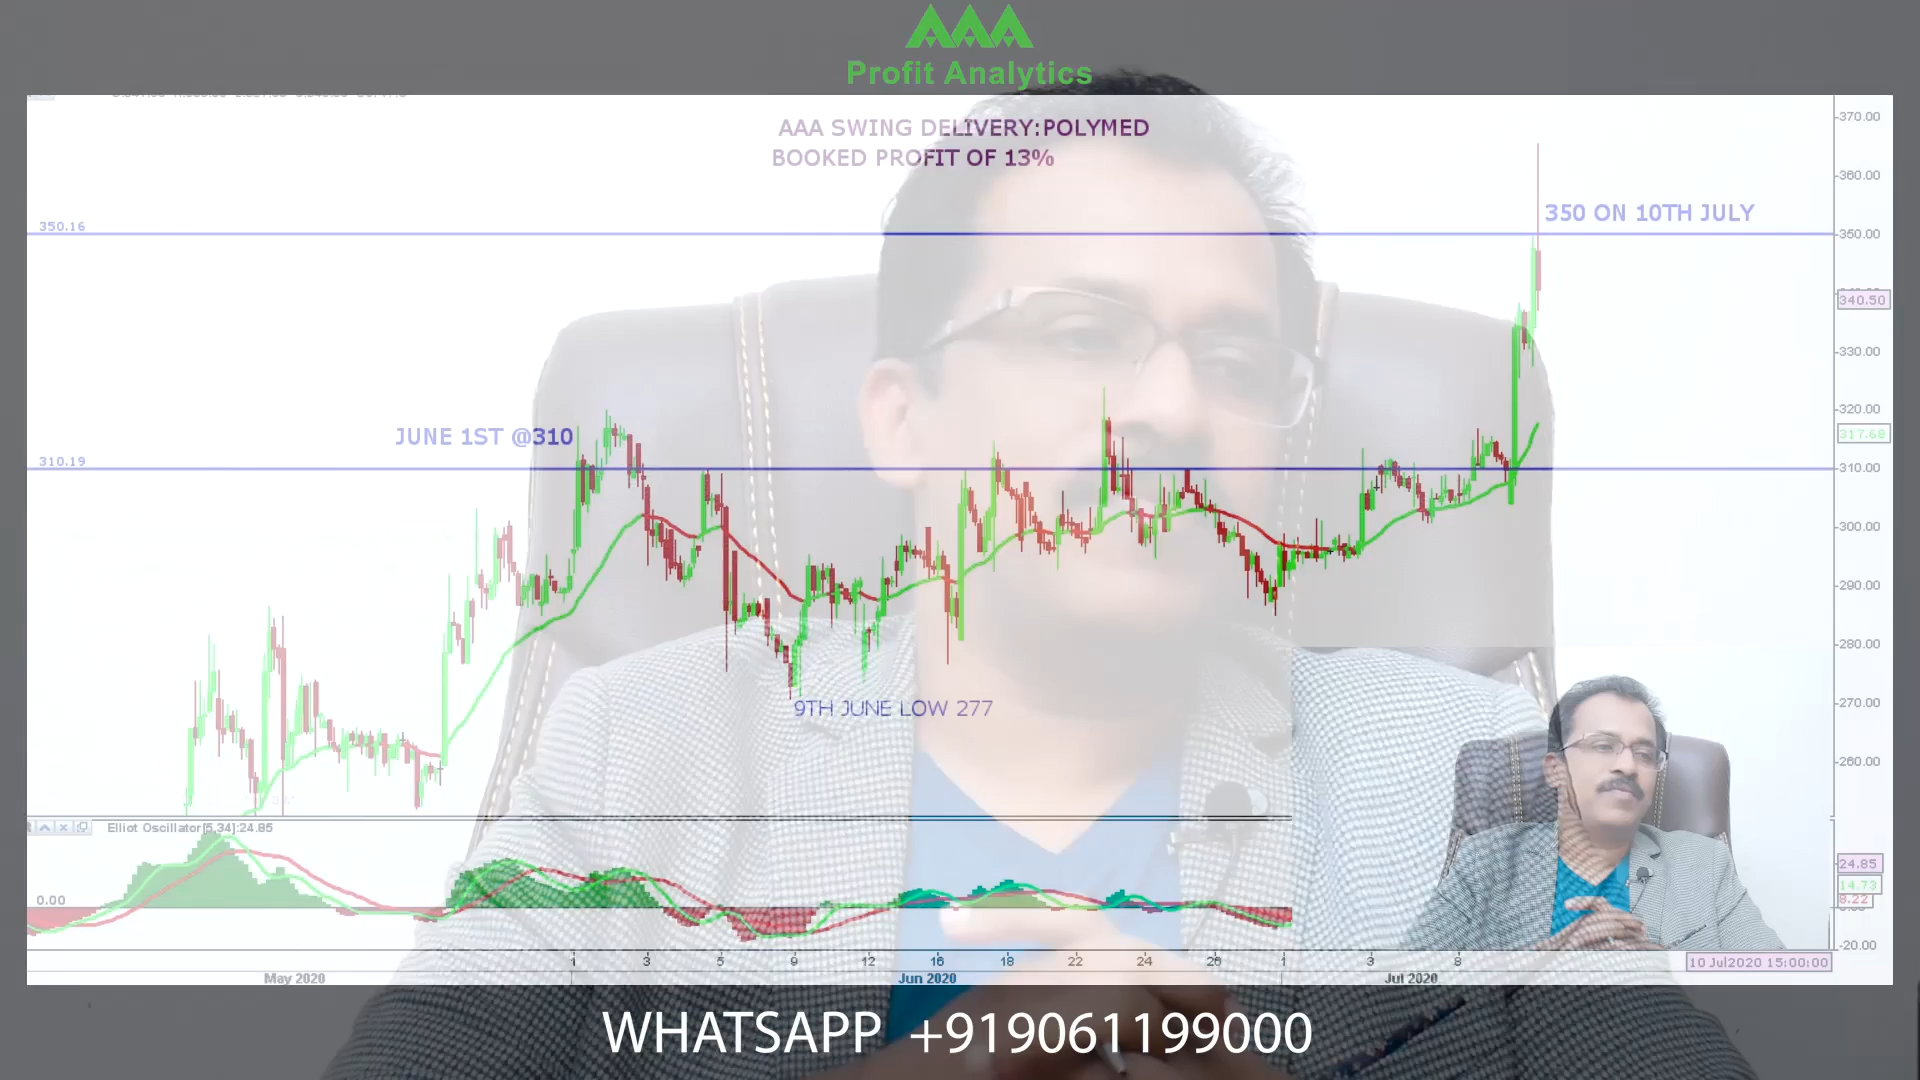 Profit Analytics
AAA SWING DELIVERY:POLYMED
BOOKED PROFIT OF 13%
370.00
360.00
350 ON 10TH JULY
350.16
350.00
340.50
330.00
320.00
JUNE 1ST @310
317.68
310.19
310.00
300.00
290.00
280.00
9TH JUNE LOW 277
270.00
260.00
Elliot Oscillator[5,34]:24.85
24.85
14.73
0.00
8.22
-20.00
1 3 5 9 12 16 18 22 24 26 1 3 8
10 Jul2020 15:00:00
May 2020 Jun 2020 Jul 2020
WHATSAPP +919061199000